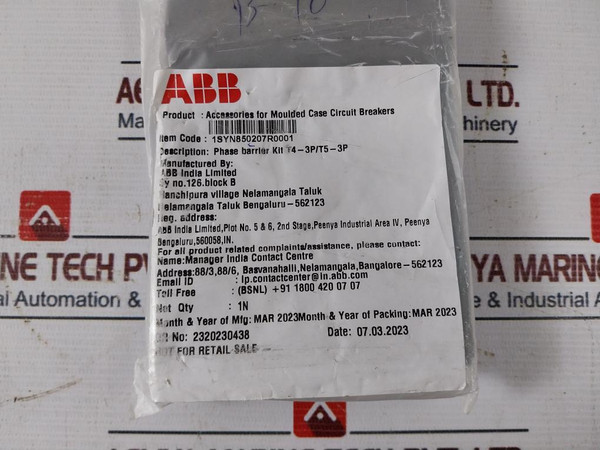 ABB
Product : Accessories for Moulded Case Circuit Breakers
Item Code : 1SYN850207R0001
Description: Phase barrier Kit T4-3P/T5-3P
Manufactured By:
ABB India Limited
Sy no.126.block B
Hanchipura village Nelamangala Taluk
Nelamangala Taluk Bengaluru-562123
Reg. address:
ABB India Limited,Plot No. 5 & 6, 2nd Stage,Peenya Industrial Area IV, Peenya
Bengaluru,560058,IN.
For all product related complaints/assistance, please contact:
Name:Manager India Contact Centre
Address:88/3,88/6, Basvanahalli,Nelamangala,Bangalore-562123
Email ID : lp.contactcenter@in.abb.com
Toll Free : (BSNL) +91 1800 420 07 07
Net Qty : 1N
Month & Year of Mfg: MAR 2023Month & Year of Packing: MAR 2023
No: 2320230438 Date: 07.03.2023
NOT FOR RETAIL SALE
LTD.
TECH
MARINE
Industrial Automation